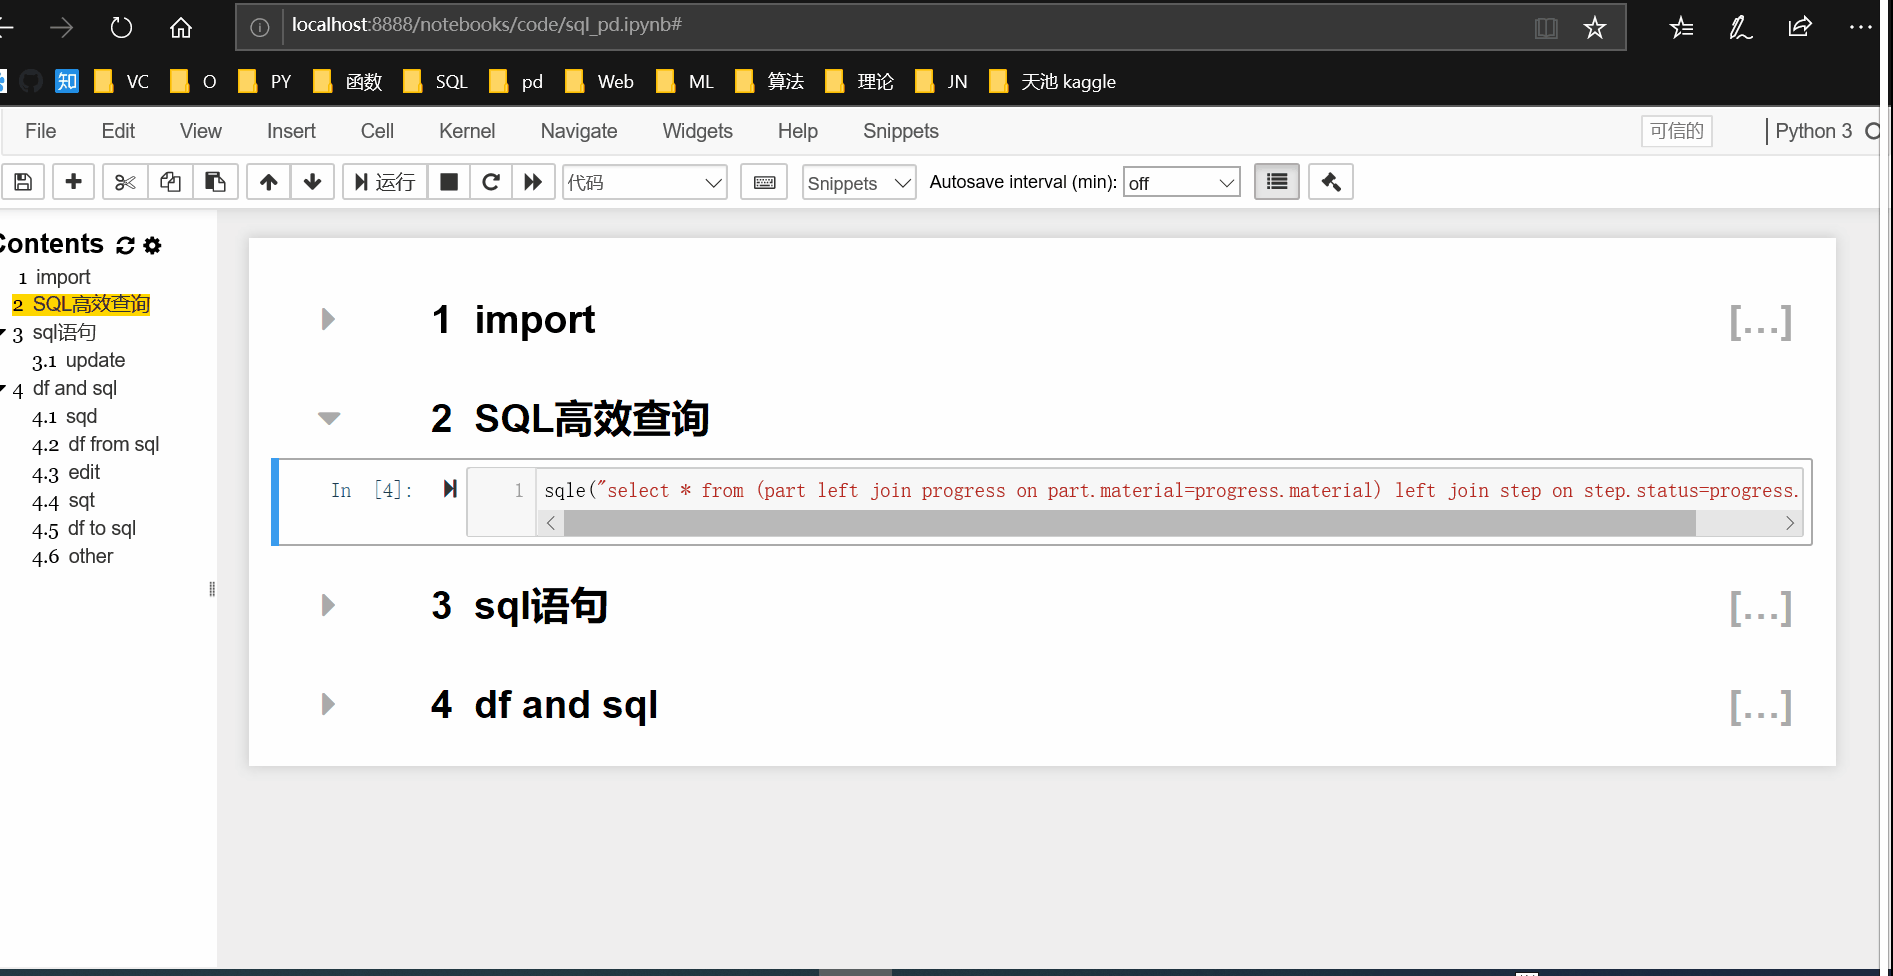 localhost:8888/notebooks/code/sql_pd.ipynb#
知 VC O PY 函数 SQL pd Web ML 算法 理论 JN 天池 kaggle
File Edit View Insert Cell Kernel Navigate Widgets Help Snippets 可信的 Python 3
运行 代码 Snippets Autosave interval (min): off
Contents
1 import
2 SQL高效查询
3 sql语句
3.1 update
4 df and sql
4.1 sqd
4.2 df from sql
4.3 edit
4.4 sqt
4.5 df to sql
4.6 other
1 import [...]
2 SQL高效查询
In [4]: 1 sqle("select * from (part left join progress on part.material=progress.material) left join step on step.status=progress.
3 sql语句 [...]
4 df and sql [...]